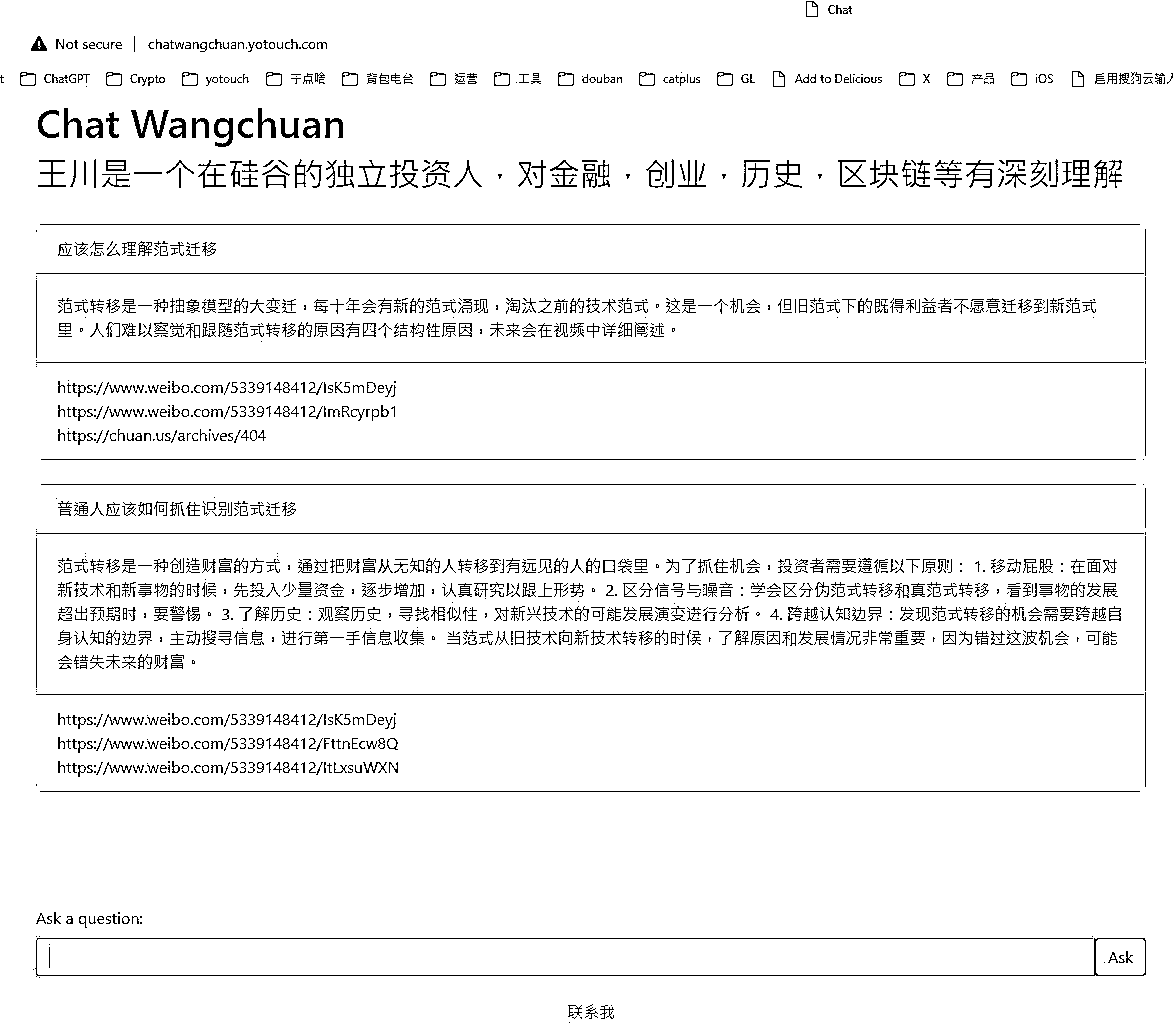 Chat
Not secure | chatwangchuan.yotouch.com
t ChatGPT Crypto yotouch 干点啥 背包电台 运营 工具 douban catplus GL Add to Delicious X 产品 iOS 启用搜狗云输入
Chat Wangchuan
王川是一个在硅谷的独立投资人，对金融，创业，历史，区块链等有深刻理解
应该怎么理解范式迁移
范式转移是一种抽象模型的大变迁，每十年会有新的范式涌现，淘汰之前的技术范式。这是一个机会，但旧范式下的既得利益者不愿意迁移到新范式
里。人们难以察觉和跟随范式转移的原因有四个结构性原因，未来会在视频中详细阐述。
https://www.weibo.com/5339148412/IsK5mDeyj
https://www.weibo.com/5339148412/ImRcyrpb1
https://chuan.us/archives/404
普通人应该如何抓住识别范式迁移
范式转移是一种创造财富的方式，通过把财富从无知的人转移到有远见的人的口袋里。为了抓住机会，投资者需要遵循以下原则： 1. 移动屁股：在面对
新技术和新事物的时候，先投入少量资金，逐步增加，认真研究以跟上形势。 2. 区分信号与噪音：学会区分伪范式转移和真范式转移，看到事物的发展
超出预期时，要警惕。 3. 了解历史：观察历史，寻找相似性，对新兴技术的可能发展演变进行分析。 4. 跨越认知边界：发现范式转移的机会需要跨越自
身认知的边界，主动搜寻信息，进行第一手信息收集。 当范式从旧技术向新技术转移的时候，了解原因和发展情况非常重要，因为错过这波机会，可能
会错失未来的财富。
https://www.weibo.com/5339148412/IsK5mDeyj
https://www.weibo.com/5339148412/FttnEcw8Q
https://www.weibo.com/5339148412/ItLxsuWXN
Ask a question:
Ask
联系我